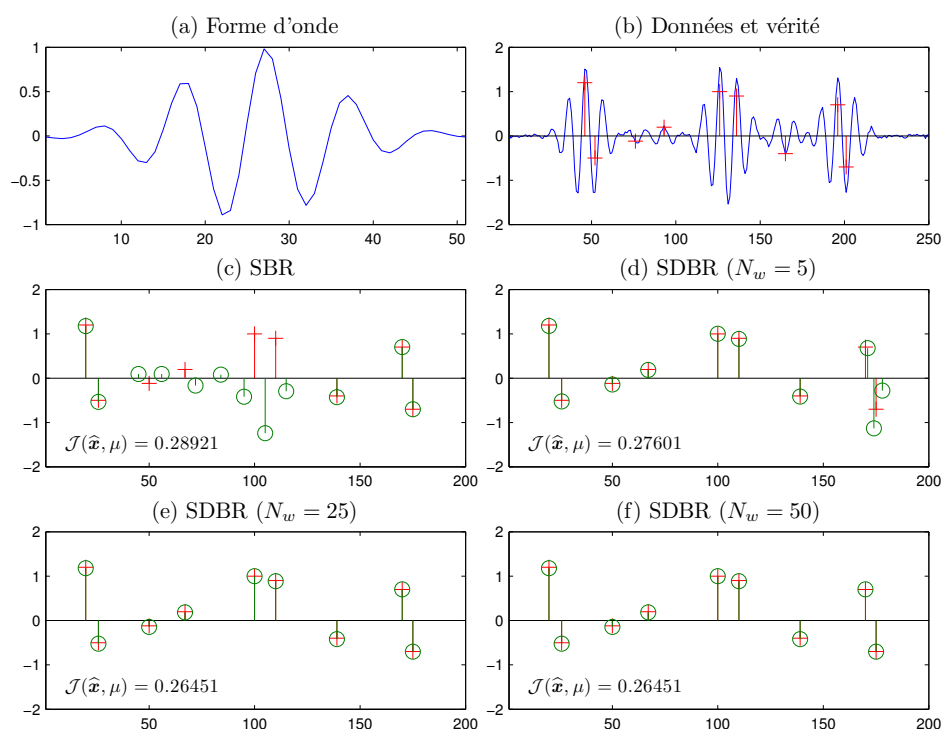 (a) Forme d'onde
1
0.5
0
−0.5
−1
10 20 30 40 50
(b) Données et vérité
2
1
0
−1
−2
50 100 150 200 250
(c) SBR
2
1
0
−1
−2
𝒥(x̂, μ) = 0.28921
50 100 150 200
(d) SDBR (N_w = 5)
2
1
0
−1
−2
𝒥(x̂, μ) = 0.27601
50 100 150 200
(e) SDBR (N_w = 25)
2
1
0
−1
−2
𝒥(x̂, μ) = 0.26451
50 100 150 200
(f) SDBR (N_w = 50)
2
1
0
−1
−2
𝒥(x̂, μ) = 0.26451
50 100 150 200